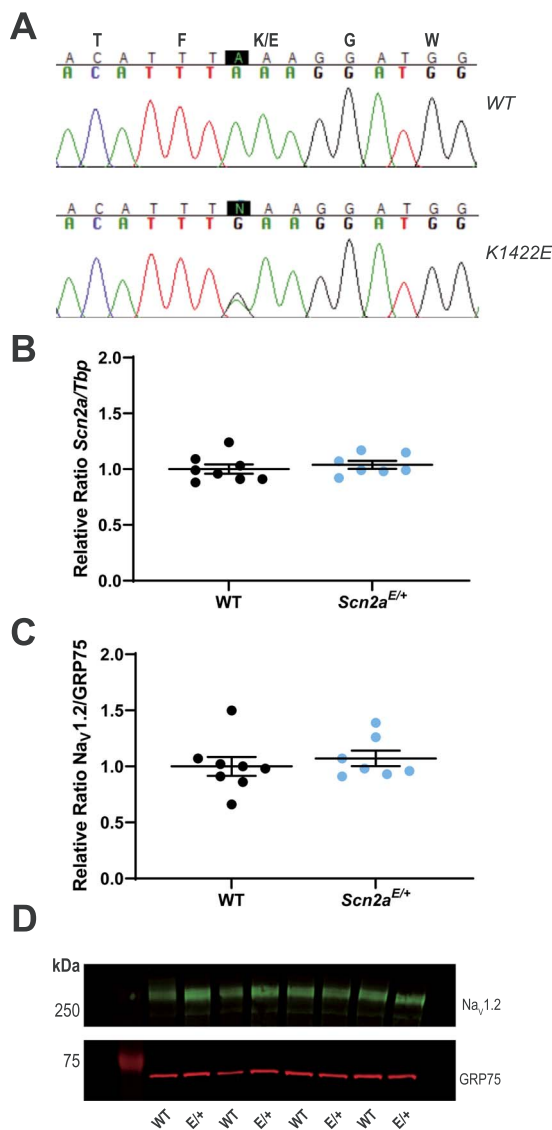 A
T F K/E G W
A C A T T T A A A G G A T G G
A C A T T T A A A G G A T G G
WT
A C A T T T N A A G G A T G G
A C A T T T G A A G G A T G G
K1422E
B
Relative Ratio Scn2a/Tbp
2.0
1.5
1.0
0.5
0.0
WT Scn2aE/+
C
Relative Ratio NaV1.2/GRP75
2.0
1.5
1.0
0.5
0.0
WT Scn2aE/+
D
kDa
250
NaV1.2
75
GRP75
WT E/+ WT E/+ WT E/+ WT E/+